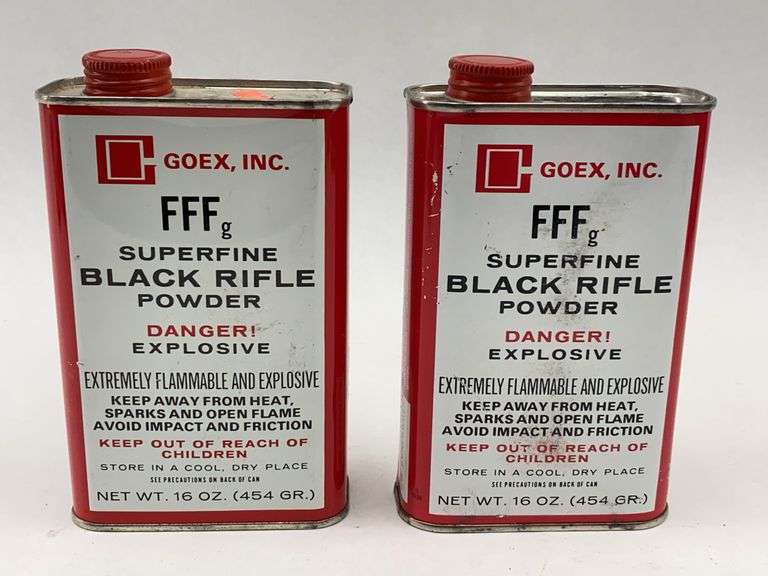 GOEX, INC.
FFFg
SUPERFINE
BLACK RIFLE
POWDER
DANGER!
EXPLOSIVE
EXTREMELY FLAMMABLE AND EXPLOSIVE
KEEP AWAY FROM HEAT,
SPARKS AND OPEN FLAME
AVOID IMPACT AND FRICTION
KEEP OUT OF REACH OF
CHILDREN
STORE IN A COOL, DRY PLACE
SEE PRECAUTIONS ON BACK OF CAN
NET WT. 16 OZ. (454 GR.)
GOEX, INC.
FFFg
SUPERFINE
BLACK RIFLE
POWDER
DANGER!
EXPLOSIVE
EXTREMELY FLAMMABLE AND EXPLOSIVE
KEEP AWAY FROM HEAT,
SPARKS AND OPEN FLAME
AVOID IMPACT AND FRICTION
KEEP OUT OF REACH OF
CHILDREN
STORE IN A COOL, DRY PLACE
SEE PRECAUTIONS ON BACK OF CAN
NET WT. 16 OZ. (454 GR.)